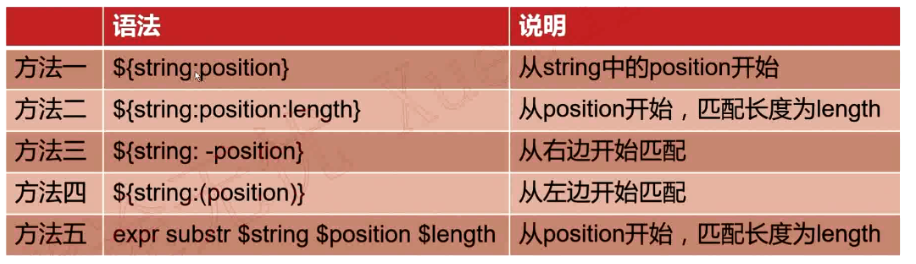 语法 说明
方法一 ${string:position} 从string中的position开始
方法二 ${string:position:length} 从position开始，匹配长度为length
方法三 ${string: -position} 从右边开始匹配
方法四 ${string:(position)} 从左边开始匹配
方法五 expr substr $string $position $length 从position开始，匹配长度为length